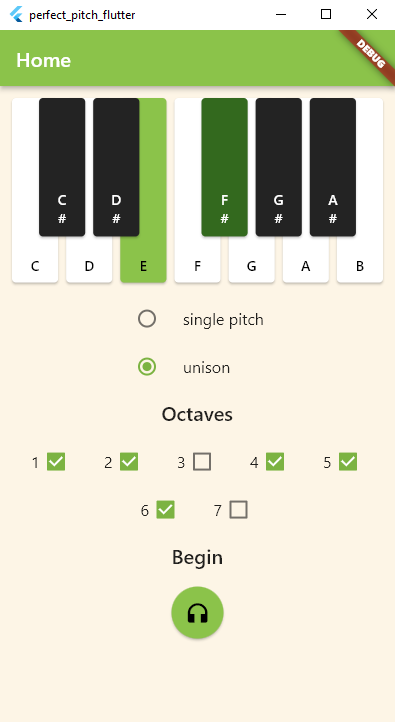 perfect_pitch_flutter
Home
DEBUG
C D F G A
# # # # #
C D E F G A B
single pitch
unison
Octaves
1 2 3 4 5
6 7
Begin